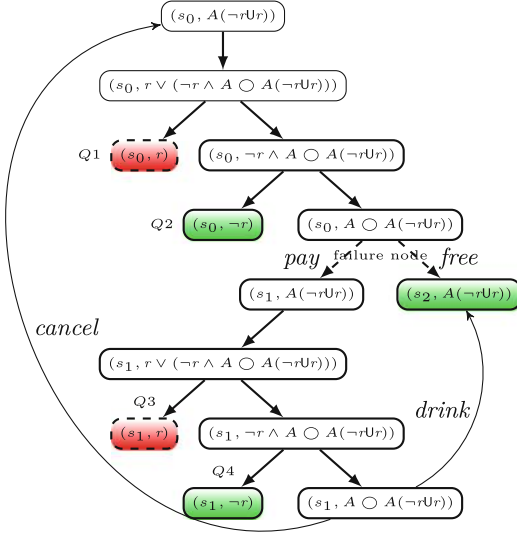 (s₀, A(¬rUr))
(s₀, r ∨ (¬r ∧ A ◯ A(¬rUr)))
Q1 (s₀, r) (s₀, ¬r ∧ A ◯ A(¬rUr))
Q2 (s₀, ¬r) (s₀, A ◯ A(¬rUr))
pay failure node free
(s₁, A(¬rUr)) (s₂, A(¬rUr))
cancel
(s₁, r ∨ (¬r ∧ A ◯ A(¬rUr)))
Q3
drink
(s₁, r) (s₁, ¬r ∧ A ◯ A(¬rUr))
Q4
(s₁, ¬r) (s₁, A ◯ A(¬rUr))